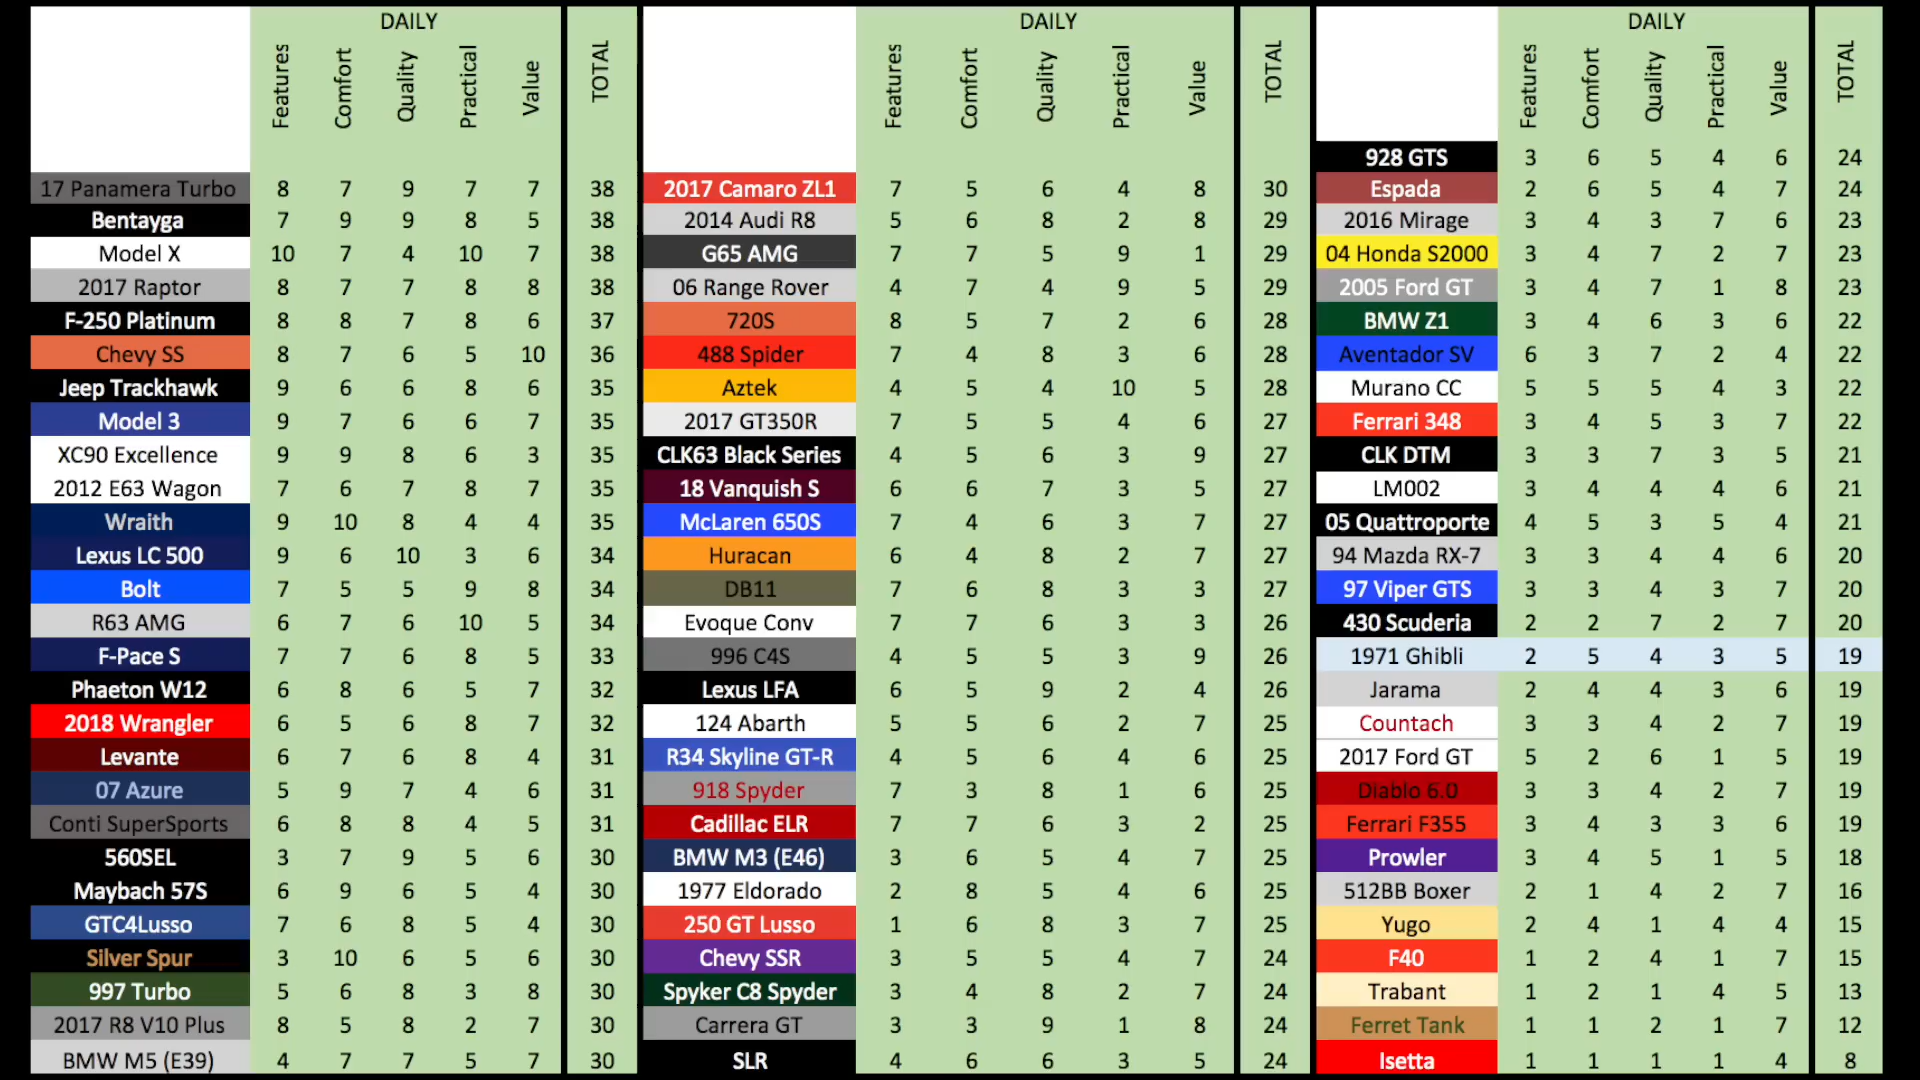 DAILY
Features Comfort Quality Practical Value TOTAL
17 Panamera Turbo 8 7 9 7 7 38
Bentayga 7 9 9 8 5 38
Model X 10 7 4 10 7 38
2017 Raptor 8 7 7 8 8 38
F-250 Platinum 8 8 7 8 6 37
Chevy SS 8 7 6 5 10 36
Jeep Trackhawk 9 6 6 8 6 35
Model 3 9 7 6 6 7 35
XC90 Excellence 9 9 8 6 3 35
2012 E63 Wagon 7 6 7 8 7 35
Wraith 9 10 8 4 4 35
Lexus LC 500 9 6 10 3 6 34
Bolt 7 5 5 9 8 34
R63 AMG 6 7 6 10 5 34
F-Pace S 7 7 6 8 5 33
Phaeton W12 6 8 6 5 7 32
2018 Wrangler 6 5 6 8 7 32
Levante 6 7 6 8 4 31
07 Azure 5 9 7 4 6 31
Conti SuperSports 6 8 8 4 5 31
560SEL 3 7 9 5 6 30
Maybach 57S 6 9 6 5 4 30
GTC4Lusso 7 6 8 5 4 30
Silver Spur 3 10 6 5 6 30
997 Turbo 5 6 8 3 8 30
2017 R8 V10 Plus 8 5 8 2 7 30
BMW M5 (E39) 4 7 7 5 7 30
DAILY
Features Comfort Quality Practical Value TOTAL
2017 Camaro ZL1 7 5 6 4 8 30
2014 Audi R8 5 6 8 2 8 29
G65 AMG 7 7 5 9 1 29
06 Range Rover 4 7 4 9 5 29
720S 8 5 7 2 6 28
488 Spider 7 4 8 3 6 28
Aztek 4 5 4 10 5 28
2017 GT350R 7 5 5 4 6 27
CLK63 Black Series 4 5 6 3 9 27
18 Vanquish S 6 6 7 3 5 27
McLaren 650S 7 4 6 3 7 27
Huracan 6 4 8 2 7 27
DB11 7 6 8 3 3 27
Evoque Conv 7 7 6 3 3 26
996 C4S 4 5 5 3 9 26
Lexus LFA 6 5 9 2 4 26
124 Abarth 5 5 6 2 7 25
R34 Skyline GT-R 4 5 6 4 6 25
918 Spyder 7 3 8 1 6 25
Cadillac ELR 7 7 6 3 2 25
BMW M3 (E46) 3 6 5 4 7 25
1977 Eldorado 2 8 5 4 6 25
250 GT Lusso 1 6 8 3 7 25
Chevy SSR 3 5 5 4 7 24
Spyker C8 Spyder 3 4 8 2 7 24
Carrera GT 3 3 9 1 8 24
SLR 4 6 6 3 5 24
DAILY
Features Comfort Quality Practical Value TOTAL
928 GTS 3 6 5 4 6 24
Espada 2 6 5 4 7 24
2016 Mirage 3 4 3 7 6 23
04 Honda S2000 3 4 7 2 7 23
2005 Ford GT 3 4 7 1 8 23
BMW Z1 3 4 6 3 6 22
Aventador SV 6 3 7 2 4 22
Murano CC 5 5 5 4 3 22
Ferrari 348 3 4 5 3 7 22
CLK DTM 3 3 7 3 5 21
LM002 3 4 4 4 6 21
05 Quattroporte 4 5 3 5 4 21
94 Mazda RX-7 3 3 4 4 6 20
97 Viper GTS 3 3 4 3 7 20
430 Scuderia 2 2 7 2 7 20
1971 Ghibli 2 5 4 3 5 19
Jarama 2 4 4 3 6 19
Countach 3 3 4 2 7 19
2017 Ford GT 5 2 6 1 5 19
Diablo 6.0 3 3 4 2 7 19
Ferrari F355 3 4 3 3 6 19
Prowler 3 4 5 1 5 18
512BB Boxer 2 1 4 2 7 16
Yugo 2 4 1 4 4 15
F40 1 2 4 1 7 15
Trabant 1 2 1 4 5 13
Ferret Tank 1 1 2 1 7 12
Isetta 1 1 1 1 4 8